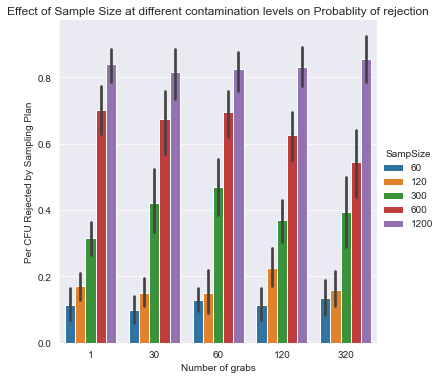 Effect of Sample Size at different contamination levels on Probablity of rejection
Per CFU Rejected by Sampling Plan
0.8
0.6
0.4
0.2
0.0
1 30 60 120 320
Number of grabs
SampSize
60
120
300
600
1200